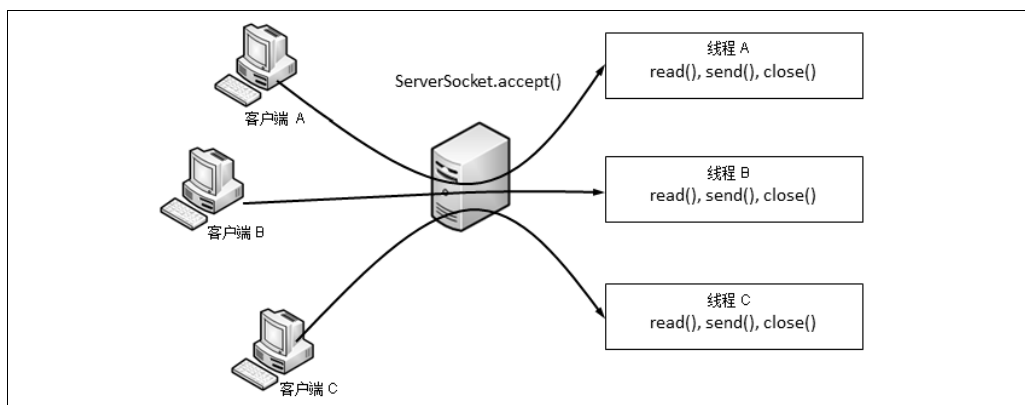 线程 A
read(), send(), close()
ServerSocket.accept()
客户端 A
线程 B
read(), send(), close()
客户端 B
线程 C
read(), send(), close()
客户端 C